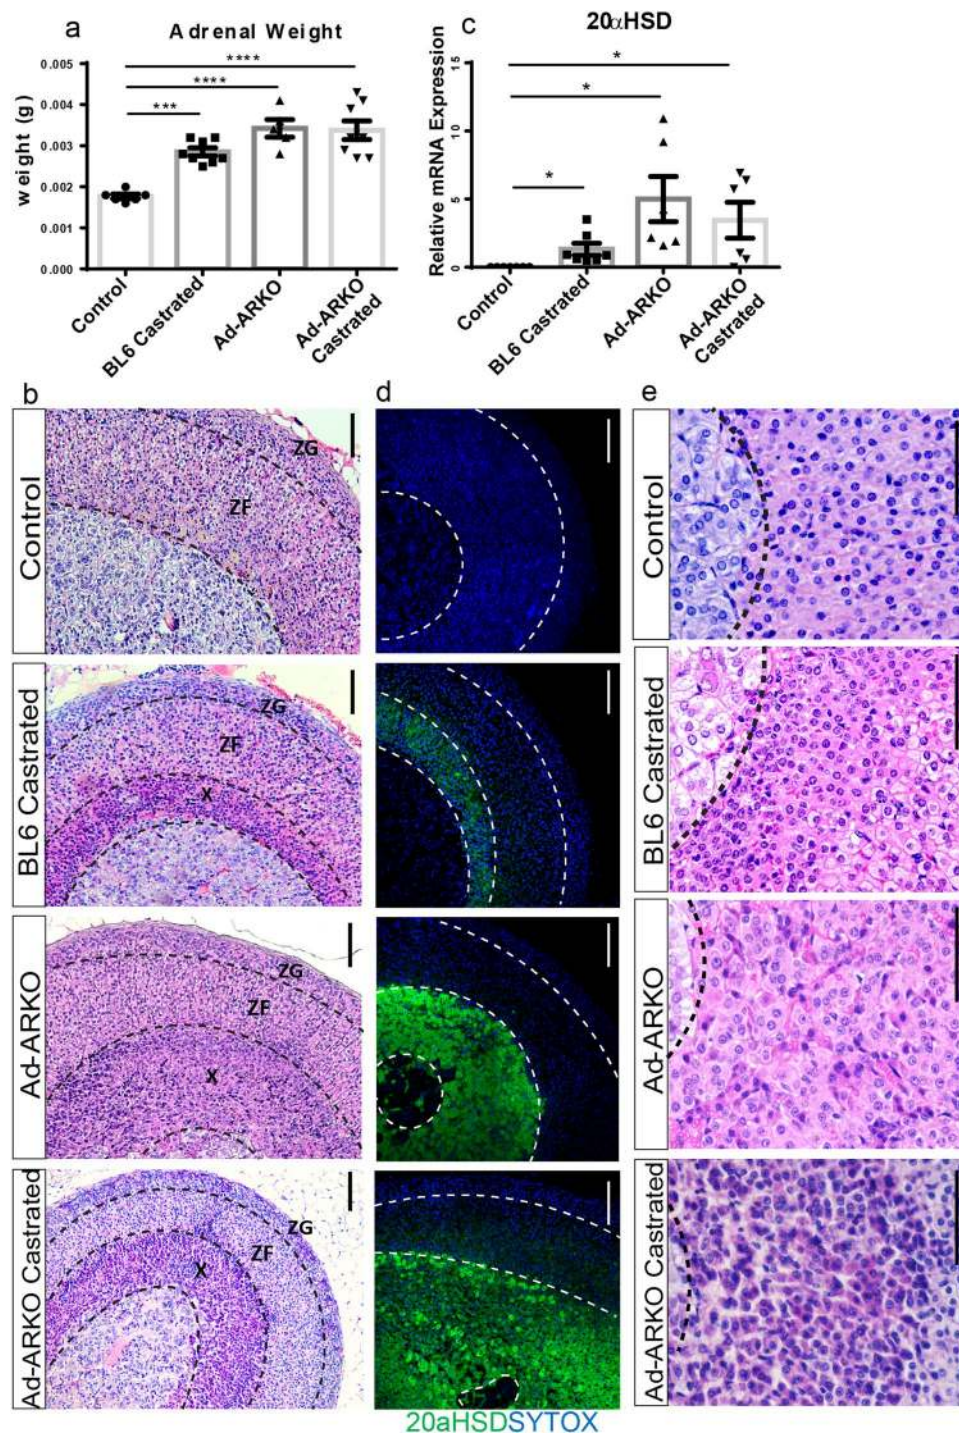 a
Adrenal Weight
weight (g)
0.005
0.004
0.003
0.002
0.001
0.000
****
****
***
Control
BL6 Castrated
Ad-ARKO
Ad-ARKO
Castrated
c
20αHSD
Relative mRNA Expression
15
10
5
0
*
*
*
Control
BL6 Castrated
Ad-ARKO
Ad-ARKO
Castrated
b
d
e
Control
ZG
ZF
Control
BL6 Castrated
ZG
ZF
X
BL6 Castrated
Ad-ARKO
ZG
ZF
X
Ad-ARKO
Ad-ARKO Castrated
ZG
ZF
X
Ad-ARKO Castrated
20aHSDSYTOX